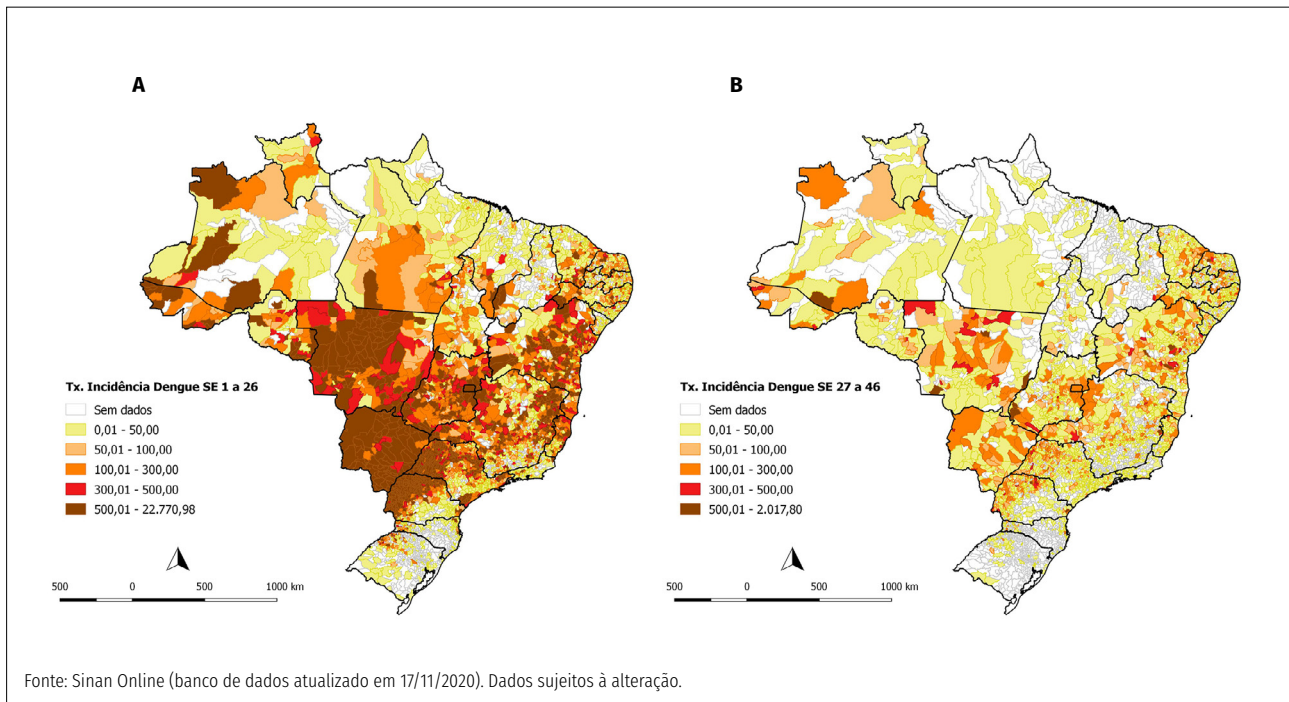 A
B
Tx. Incidência Dengue SE 1 a 26
Sem dados
0,01 - 50,00
50,01 - 100,00
100,01 - 300,00
300,01 - 500,00
500,01 - 22.770,98
500 0 500 1000 km
Tx. Incidência Dengue SE 27 a 46
Sem dados
0,01 - 50,00
50,01 - 100,00
100,01 - 300,00
300,01 - 500,00
500,01 - 2.017,80
500 0 500 1000 km
Fonte: Sinan Online (banco de dados atualizado em 17/11/2020). Dados sujeitos à alteração.